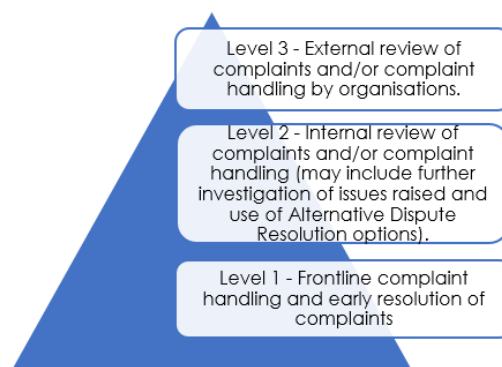 Level 3 - External review of
complaints and/or complaint
handling by organisations.
Level 2 - Internal review of
complaints and/or complaint
handling (may include further
investigation of issues raised and
use of Alternative Dispute
Resolution options).
Level 1 - Frontline complaint
handling and early resolution of
complaints